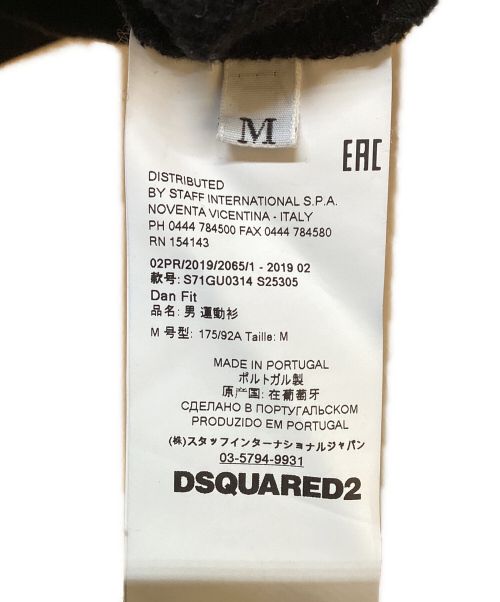 M
EAC
DISTRIBUTED
BY STAFF INTERNATIONAL S.P.A.
NOVENTA VICENTINA - ITALY
PH 0444 784500 FAX 0444 784580
RN 154143
02PR/2019/2065/1 - 2019 02
款号: S71GU0314 S25305
Dan Fit
品名: 男 運動衫
M 号型: 175/92A Taille: M
MADE IN PORTUGAL
ポルトガル製
原产国: 在葡萄牙
СДЕЛАНО В ПОРТУГАЛЬСКОМ
PRODUZIDO EM PORTUGAL
(株)スタッフインターナショナルジャパン
03-5794-9931
DSQUARED2